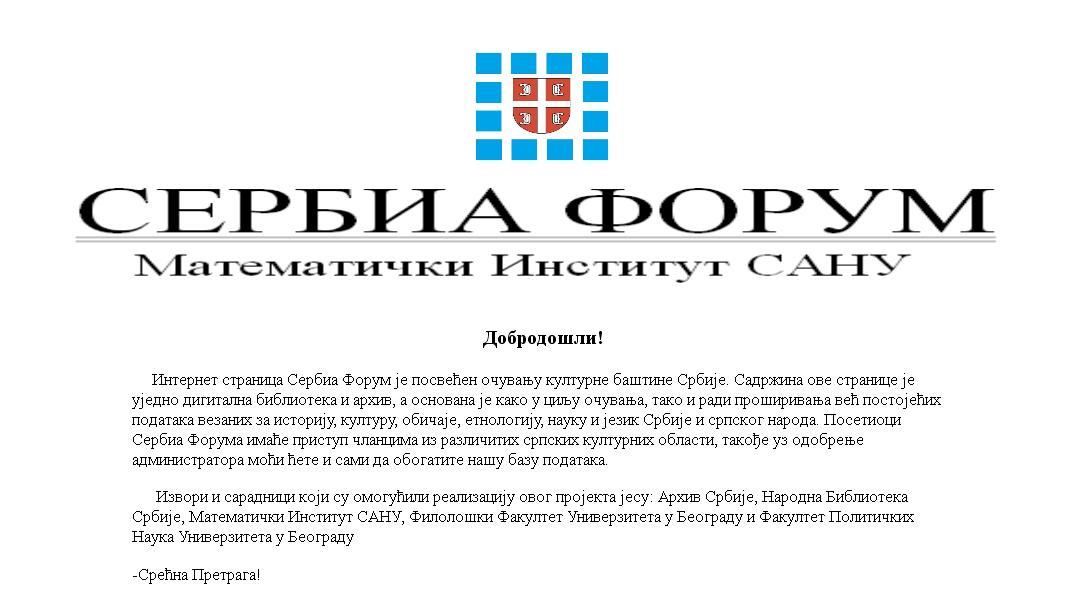 СЕРБИА ФОРУМ
Математички Институт САНУ
Добродошли!
Интернет страница Сербиа Форум је посвећен очувању културне баштине Србије. Садржина ове странице је
уједно дигитална библиотека и архив, а основана је како у циљу очувања, тако и ради проширивања већ постојећих
података везаних за историју, културу, обичаје, етнологију, науку и језик Србије и српског народа. Посетиоци
Сербиа Форума имаће приступ чланцима из различитих српских културних области, такође уз одобрење
администратора моћи ћете и сами да обогатите нашу базу података.
Извори и сарадници који су омогућили реализацију овог пројекта јесу: Архив Србије, Народна Библиотека
Србије, Математички Институт САНУ, Филолошки Факултет Универзитета у Београду и Факултет Политичких
Наука Универзитета у Београду
-Срећна Претрага!